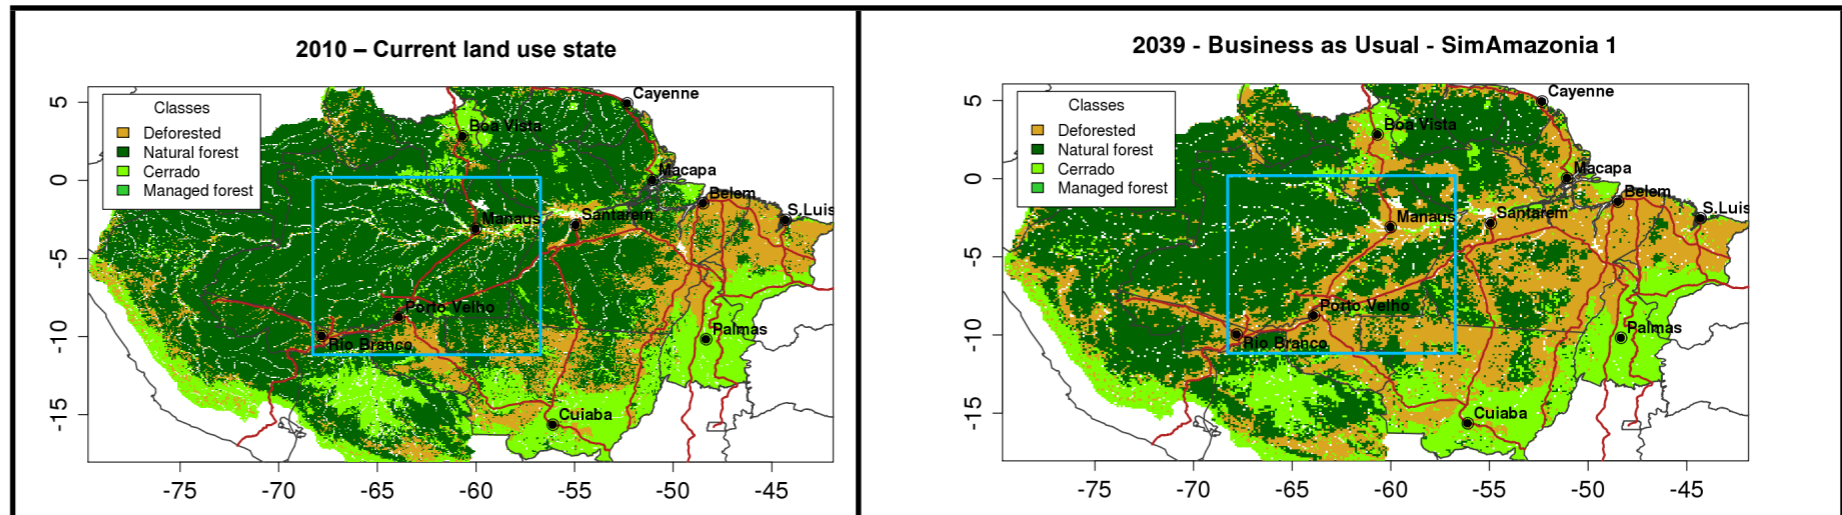 2010 – Current land use state
Classes
Deforested
Natural forest
Cerrado
Managed forest
Cayenne
Boa Vista
Macapa
Belem
S.Luis
Manaus
Santarem
Porto Velho
Rio Branco
Palmas
Cuiaba
5
0
-5
-10
-15
-75 -70 -65 -60 -55 -50 -45
2039 - Business as Usual - SimAmazonia 1
Classes
Deforested
Natural forest
Cerrado
Managed forest
Cayenne
Boa Vista
Macapa
Belem
S.Luis
Manaus
Santarem
Porto Velho
Rio Branco
Palmas
Cuiaba
5
0
-5
-10
-15
-75 -70 -65 -60 -55 -50 -45